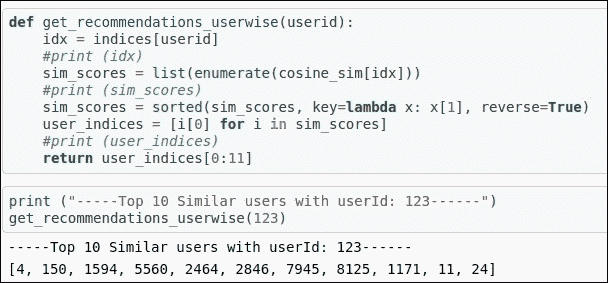 def get_recommendations_userwise(userid):
    idx = indices[userid]
    #print (idx)
    sim_scores = list(enumerate(cosine_sim[idx]))
    #print (sim_scores)
    sim_scores = sorted(sim_scores, key=lambda x: x[1], reverse=True)
    user_indices = [i[0] for i in sim_scores]
    #print (user_indices)
    return user_indices[0:11]
print ("-----Top 10 Similar users with userId: 123------")
get_recommendations_userwise(123)
-----Top 10 Similar users with userId: 123------
[4, 150, 1594, 5560, 2464, 2846, 7945, 8125, 1171, 11, 24]